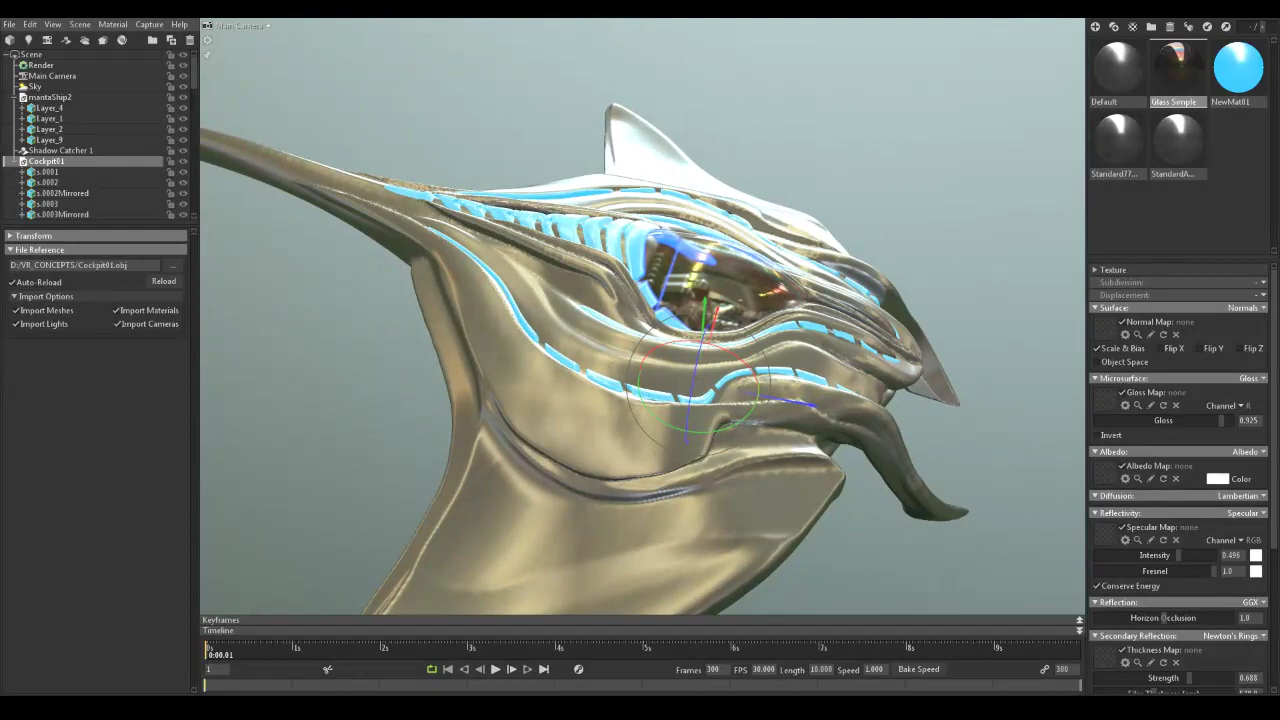 File Edit View Scene Material Capture Help
Main Camera
Scene
Render
Main Camera
Sky
mantaShip2
Layer_4
Layer_1
Layer_2
Layer_9
Shadow Catcher 1
Cockpit01
s.0001
s.0002
s.0002Mirrored
s.0003
s.0003Mirrored
Transform
File Reference
D:/VR_CONCEPTS/Cockpit01.obj ...
Auto-Reload Reload
Import Options
Import Meshes Import Materials
Import Lights Import Cameras
Keyframes
Timeline
0s 1s 2s 3s 4s 5s 6s 7s 8s 9s
0:00.01
1 Frames 300 FPS 30.000 Length 10.000 Speed 1.000 Bake Speed 300
Default Glass Simple NewMat01
Standard77... StandardA...
Texture
Subdivision:
Displacement:
Surface: Normals
Normal Map: none
Scale & Bias Flip X Flip Y Flip Z
Object Space
Microsurface: Gloss
Gloss Map: none
Channel R
Gloss 0.925
Invert
Albedo: Albedo
Albedo Map: none
Color
Diffusion: Lambertian
Reflectivity: Specular
Specular Map: none
Channel RGB
Intensity 0.496
Fresnel 1.0
Conserve Energy
Reflection: GGX
Horizon Occlusion 1.0
Secondary Reflection: Newton's Rings
Thickness Map: none
Strength 0.688